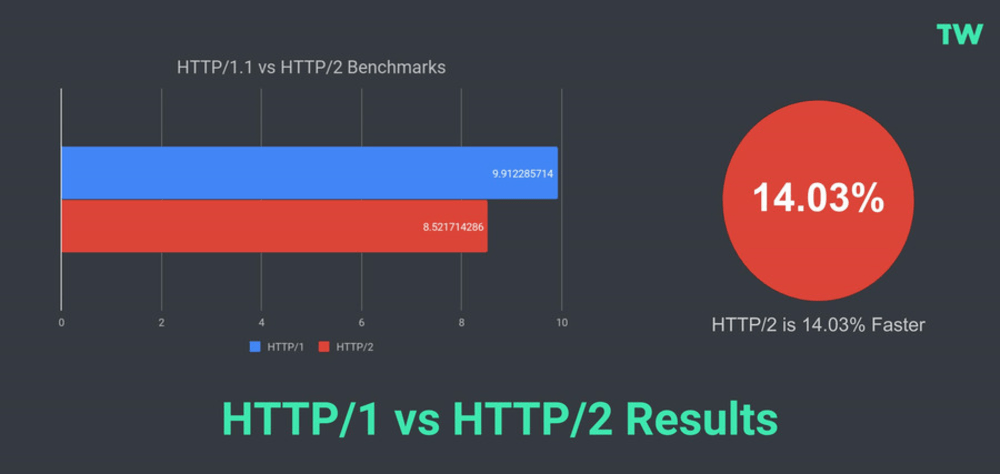 TW
HTTP/1.1 vs HTTP/2 Benchmarks
9.912285714
8.521714286
0 2 4 6 8 10
HTTP/1 HTTP/2
14.03%
HTTP/2 is 14.03% Faster
HTTP/1 vs HTTP/2 Results